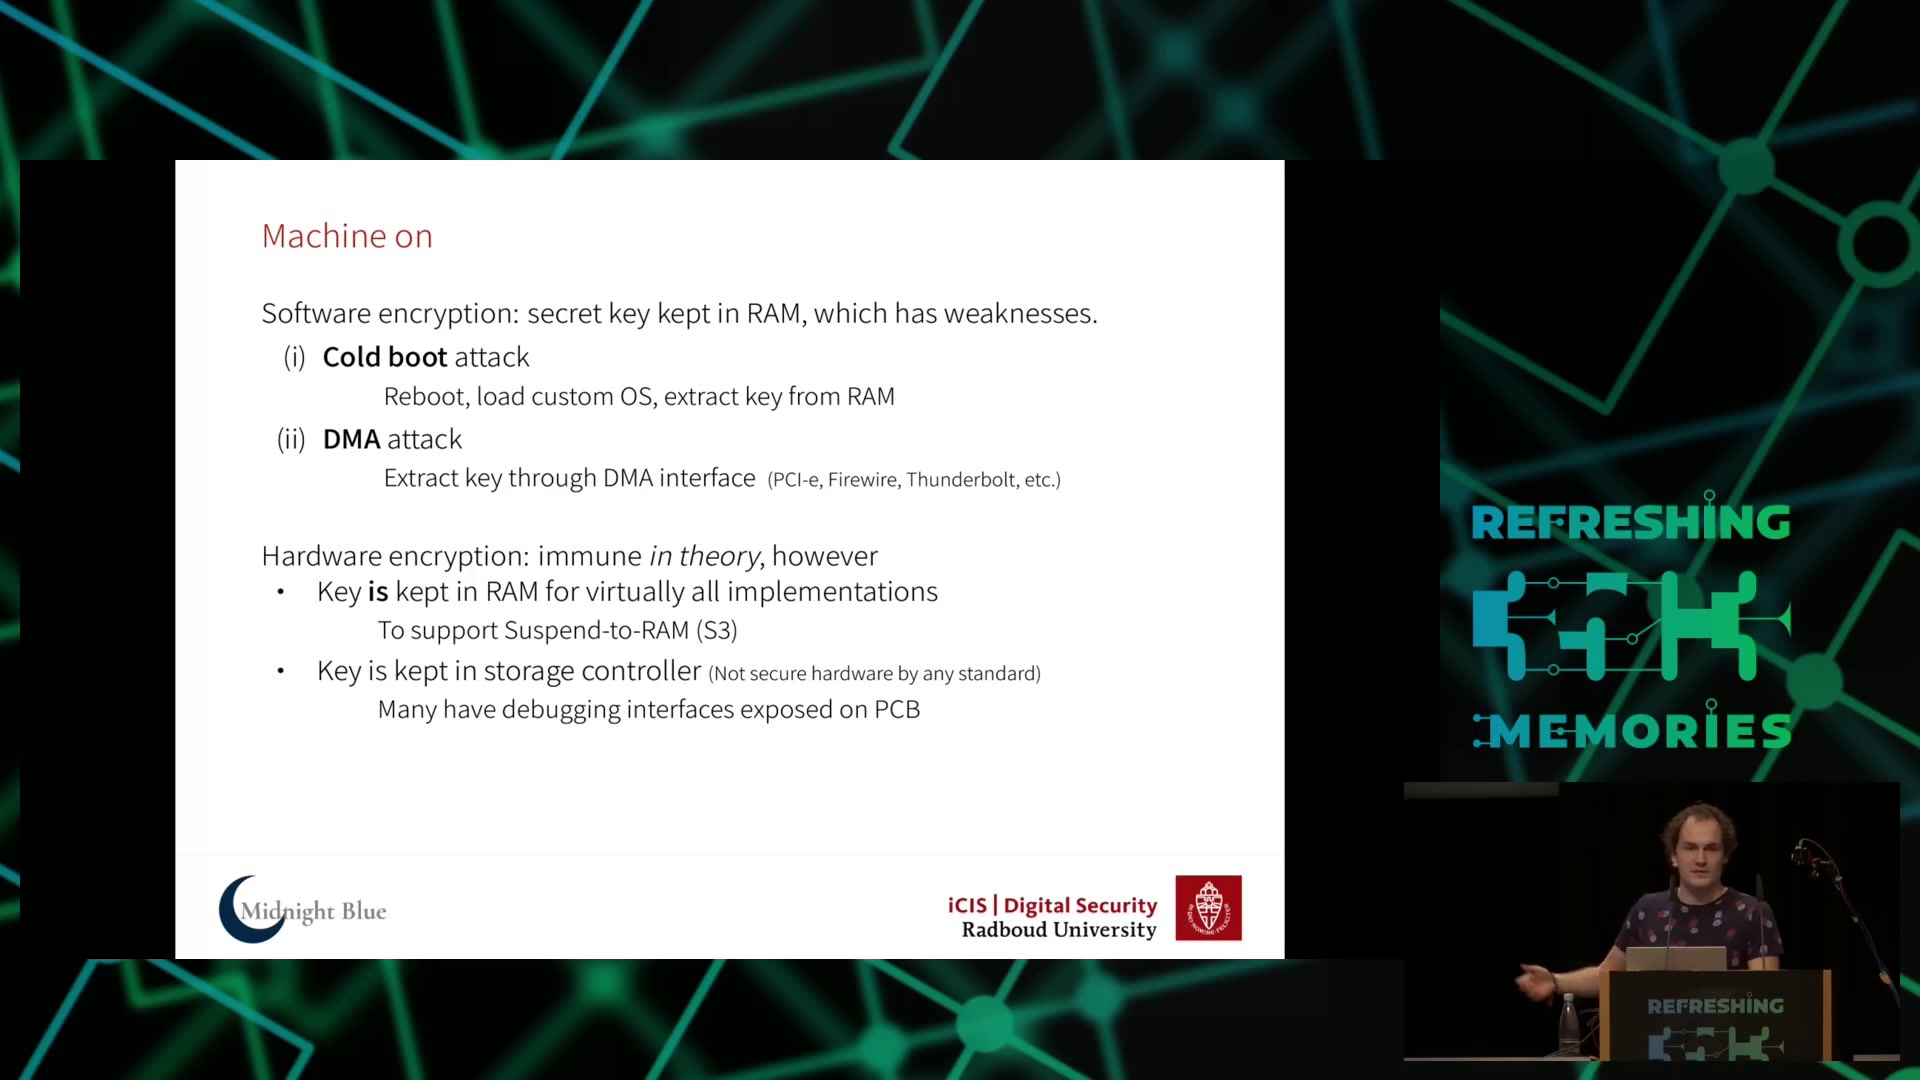 Machine on
Software encryption: secret key kept in RAM, which has weaknesses.
(i) Cold boot attack
Reboot, load custom OS, extract key from RAM
(ii) DMA attack
Extract key through DMA interface (PCI-e, Firewire, Thunderbolt, etc.)
Hardware encryption: immune in theory, however
• Key is kept in RAM for virtually all implementations
To support Suspend-to-RAM (S3)
• Key is kept in storage controller (Not secure hardware by any standard)
Many have debugging interfaces exposed on PCB
Midnight Blue
iCIS | Digital Security
Radboud University
REFRESHING
35C3
MEMORIES
REFRESHING